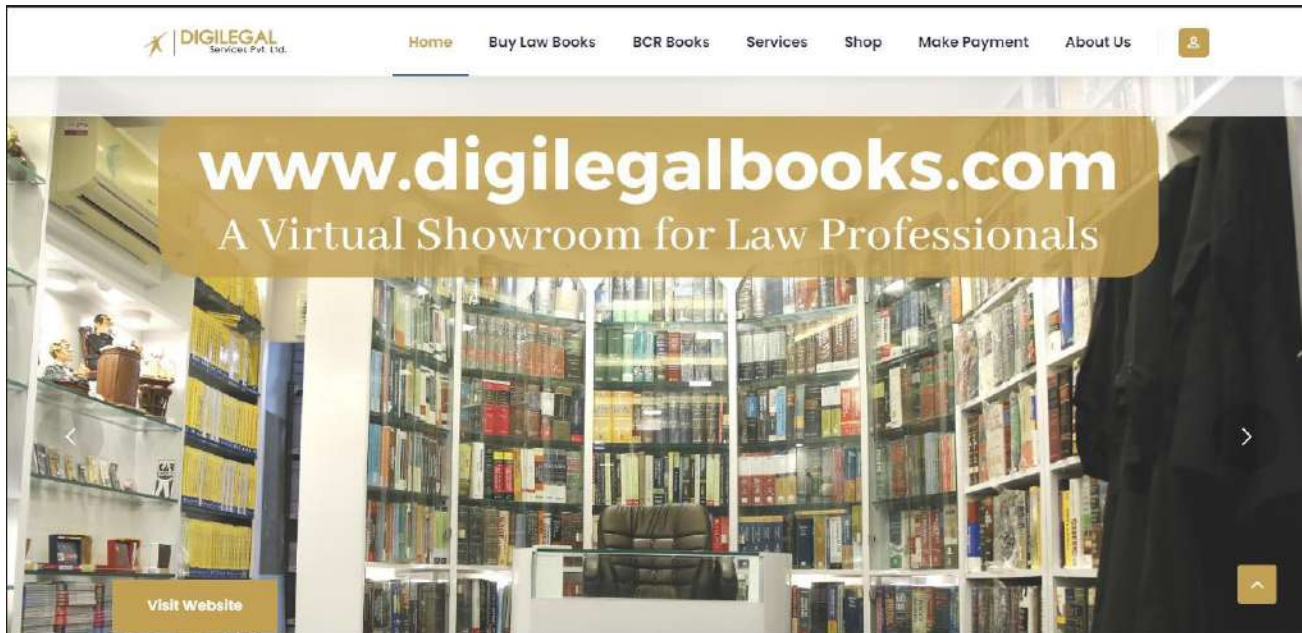 DIGILEGAL
Services Pvt. Ltd.
Home
Buy Law Books
BCR Books
Services
Shop
Make Payment
About Us
www.digilegalbooks.com
A Virtual Showroom for Law Professionals
Visit Website